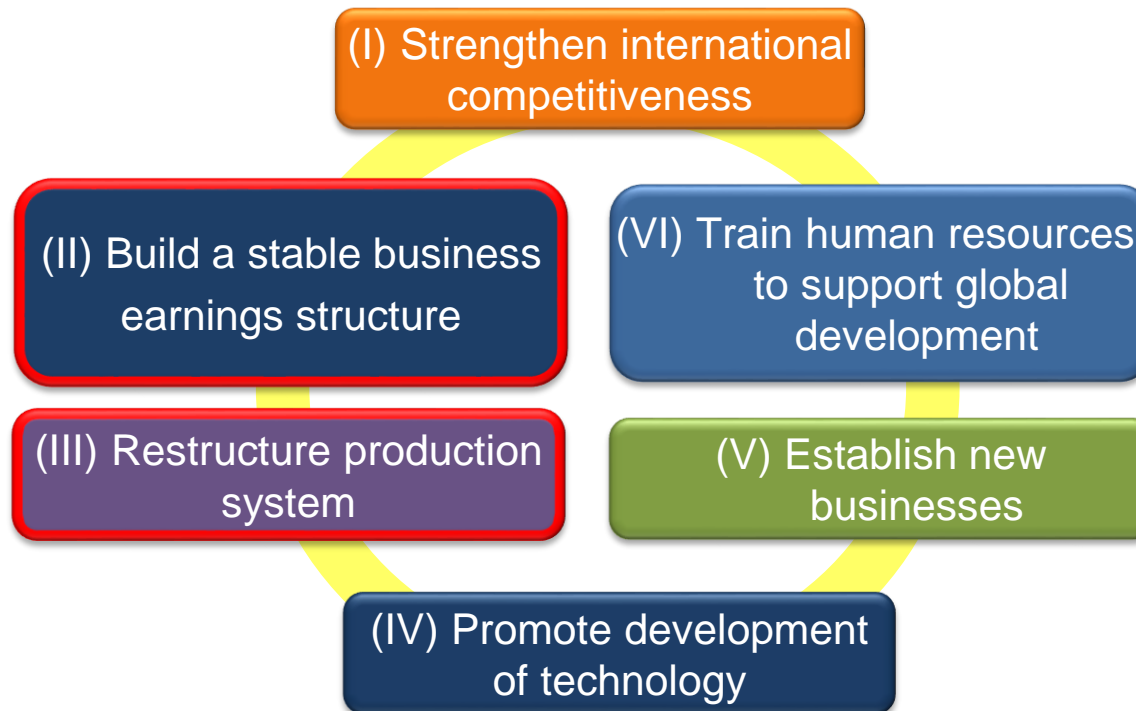 (I) Strengthen international
competitiveness
(II) Build a stable business
earnings structure
(III) Restructure production
system
(IV) Promote development
of technology
(V) Establish new
businesses
(VI) Train human resources
to support global
development